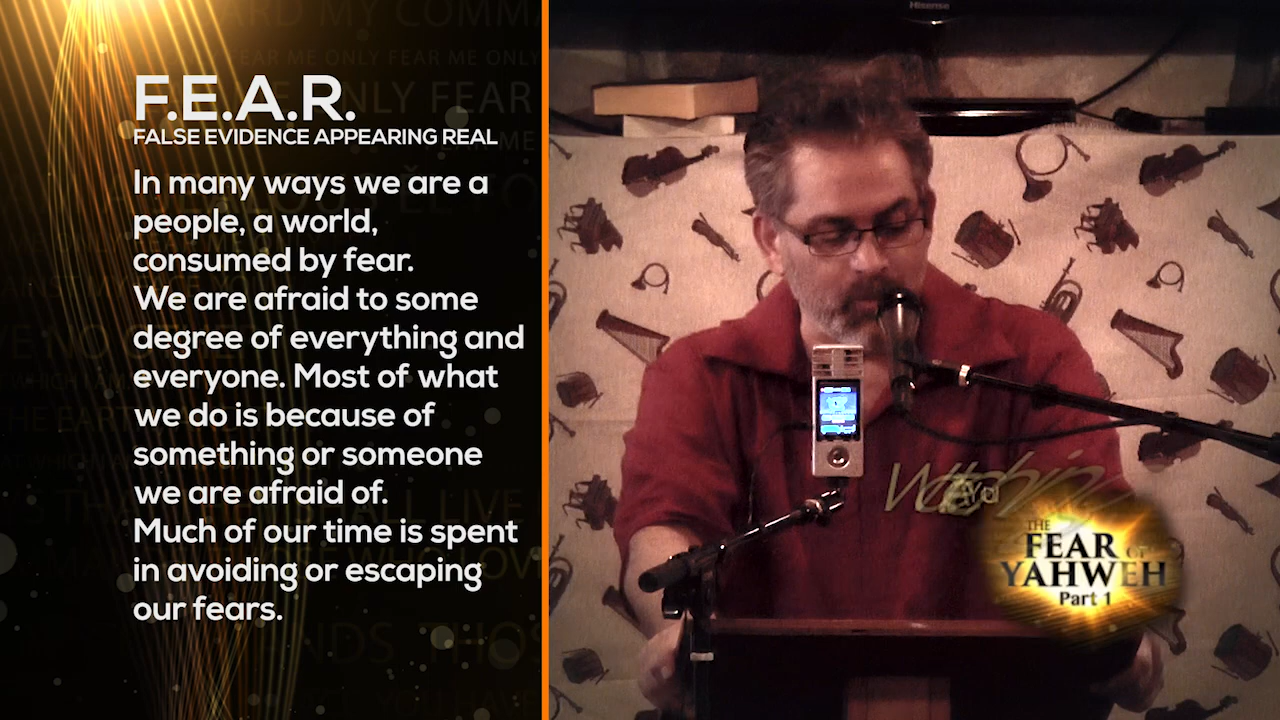 F.E.A.R.
FALSE EVIDENCE APPEARING REAL
In many ways we are a
people, a world,
consumed by fear.
We are afraid to some
degree of everything and
everyone. Most of what
we do is because of
something or someone
we are afraid of.
Much of our time is spent
in avoiding or escaping
our fears.
Hisense
THE
FEAR OF
YAHWEH
Part 1